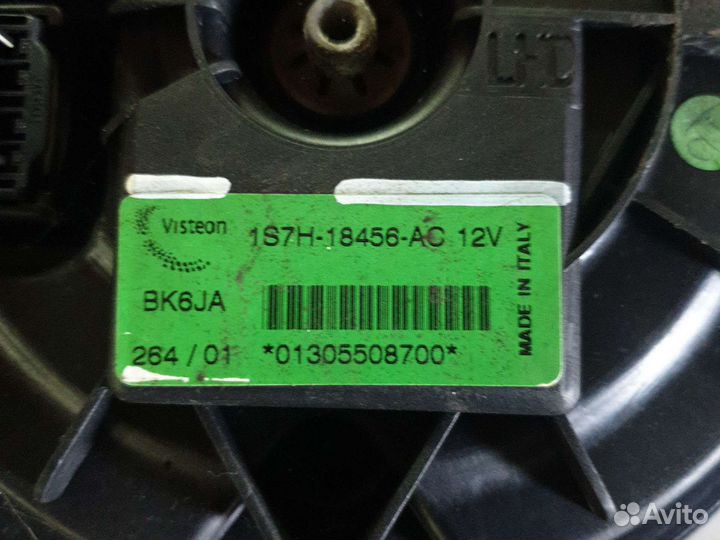 LHD
Visteon
1S7H-18456-AC 12V
BK6JA
264 / 01
*01305508700*
MADE IN ITALY
Avito